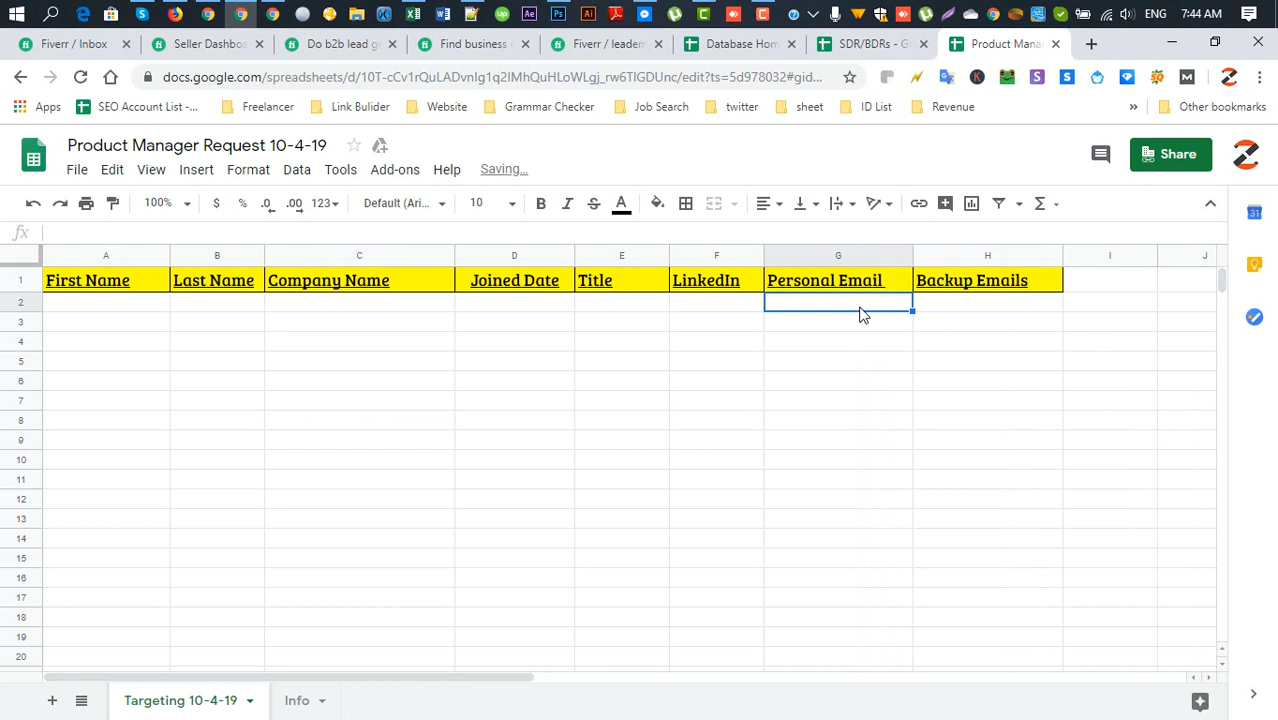 ENG 7:44 AM
Fiverr / Inbox
Seller Dashboa
Do b2b lead ge
Find business c
Fiverr / leadem
Database Hom
SDR/BDRs - G
Product Mana
docs.google.com/spreadsheets/d/10T-cCv1rQuLADvnIg1q2IMhQuHLoWLgj_rw6TIGDUnc/edit?ts=5d978032#gid...
Apps
SEO Account List -...
Freelancer
Link Bulider
Website
Grammar Checker
Job Search
twitter
sheet
ID List
Revenue
»
Other bookmarks
Product Manager Request 10-4-19
Share
File Edit View Insert Format Data Tools Add-ons Help Saving...
100% $ % .0 .00 123 Default (Ari... 10 B I S A
fx
A B C D E F G H I J
1 First Name Last Name Company Name Joined Date Title LinkedIn Personal Email Backup Emails
2
3
4
5
6
7
8
9
10
11
12
13
14
15
16
17
18
19
20
Targeting 10-4-19 Info